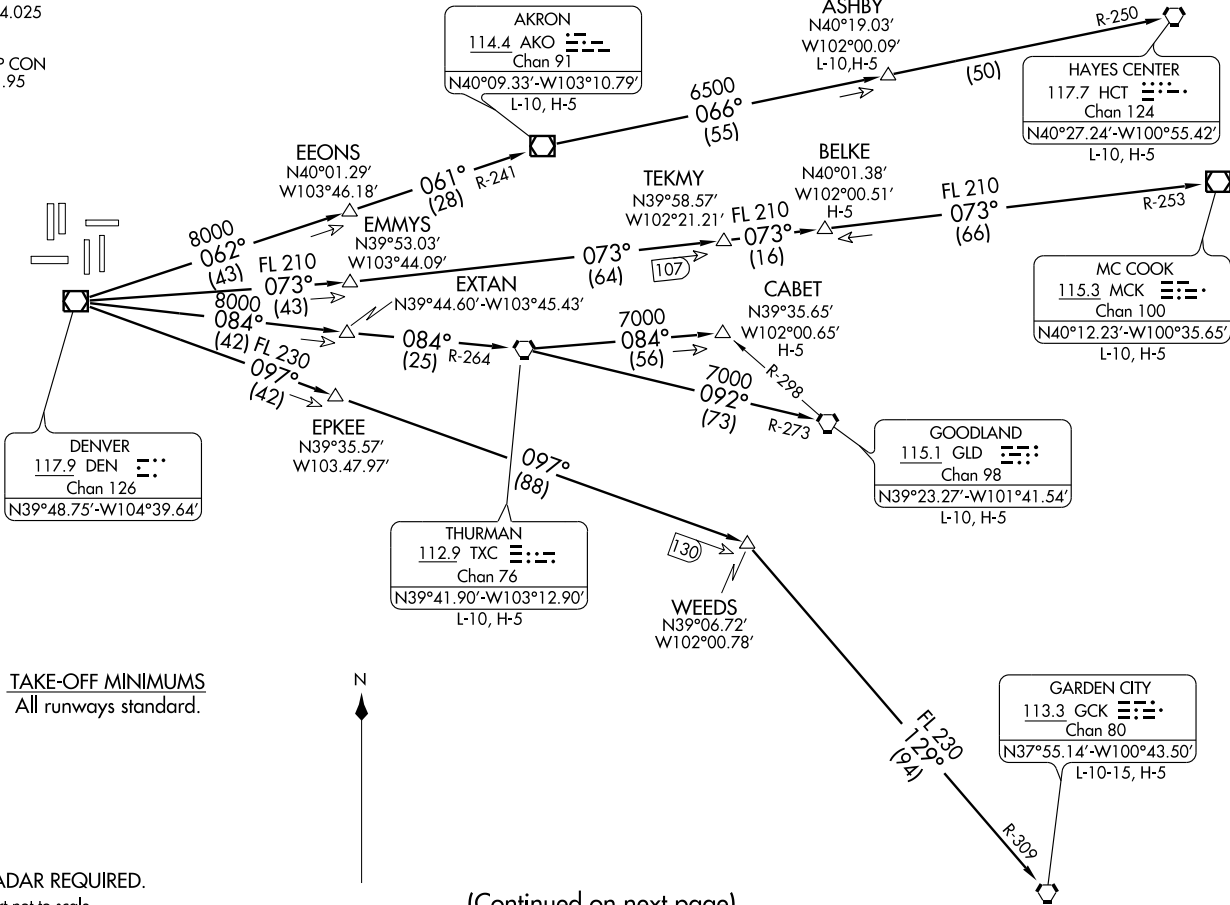 4.025
P CON
.95
AKRON
114.4 AKO
Chan 91
N40°09.33’-W103°10.79’
L-10, H-5
ASHBY
N40°19.03’
W102°00.09’
L-10,H-5
R-250
(50)
HAYES CENTER
117.7 HCT
Chan 124
N40°27.24’-W100°55.42’
L-10, H-5
6500
066°
(55)
EEONS
N40°01.29’
W103°46.18’
061°
(28)
R-241
8000
062°
(43)
EMMYS
N39°53.03’
W103°44.09’
FL 210
073°
(43)
073°
(64)
107
TEKMY
N39°58.57’
W102°21.21’
FL 210
073°
(16)
BELKE
N40°01.38’
W102°00.51’
H-5
FL 210
073°
(66)
R-253
MC COOK
115.3 MCK
Chan 100
N40°12.23’-W100°35.65’
L-10, H-5
EXTAN
N39°44.60’-W103°45.43’
8000
084°
(42)
084°
(25)
R-264
7000
084°
(56)
CABET
N39°35.65’
W102°00.65’
H-5
R-298
7000
092°
(73)
R-273
FL 230
097°
(42)
EPKEE
N39°35.57’
W103.47.97’
DENVER
117.9 DEN
Chan 126
N39°48.75’-W104°39.64’
GOODLAND
115.1 GLD
Chan 98
N39°23.27’-W101°41.54’
L-10, H-5
097°
(88)
THURMAN
112.9 TXC
Chan 76
N39°41.90’-W103°12.90’
L-10, H-5
130
WEEDS
N39°06.72’
W102°00.78’
TAKE-OFF MINIMUMS
All runways standard.
N
FL 230
129°
(94)
R-309
GARDEN CITY
113.3 GCK
Chan 80
N37°55.14’-W100°43.50’
L-10-15, H-5
ADAR REQUIRED.
(Continued on next page)
rt not to scale